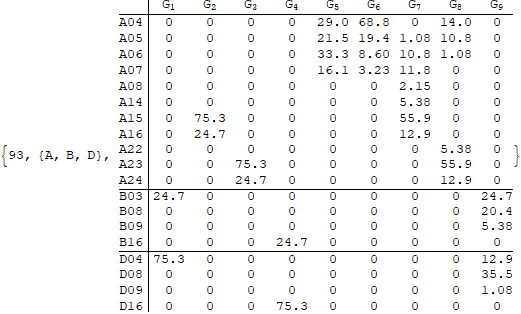 G₁ G₂ G₃ G₄ G₅ G₆ G₇ G₈ G₉
A04 0 0 0 0 29.0 68.8 0 14.0 0
A05 0 0 0 0 21.5 19.4 1.08 10.8 0
A06 0 0 0 0 33.3 8.60 10.8 1.08 0
A07 0 0 0 0 16.1 3.23 11.8 0 0
A08 0 0 0 0 0 0 2.15 0 0
A14 0 0 0 0 0 0 5.38 0 0
A15 0 75.3 0 0 0 0 55.9 0 0
A16 0 24.7 0 0 0 0 12.9 0 0
A22 0 0 0 0 0 0 0 5.38 0
{93, {A, B, D}, A23 0 0 75.3 0 0 0 0 55.9 0 }
A24 0 0 24.7 0 0 0 0 12.9 0
B03 24.7 0 0 0 0 0 0 0 24.7
B08 0 0 0 0 0 0 0 0 20.4
B09 0 0 0 0 0 0 0 0 5.38
B16 0 0 0 24.7 0 0 0 0 0
D04 75.3 0 0 0 0 0 0 0 12.9
D08 0 0 0 0 0 0 0 0 35.5
D09 0 0 0 0 0 0 0 0 1.08
D16 0 0 0 75.3 0 0 0 0 0